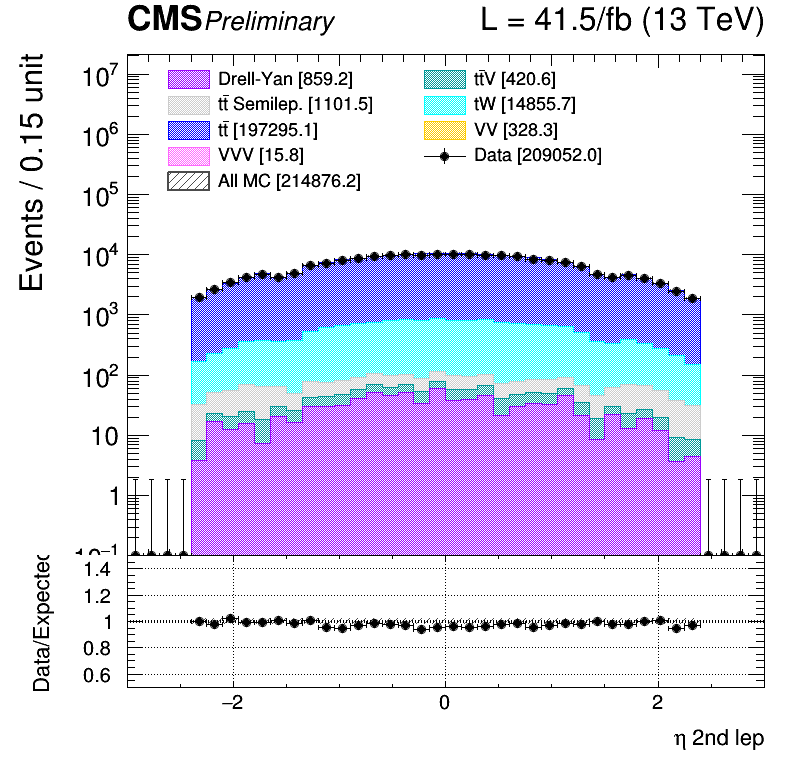 CMS Preliminary L = 41.5/fb (13 TeV)
Events / 0.15 unit
Drell-Yan [859.2]
tt̄V [420.6]
tt̄ Semilep. [1101.5]
tW [14855.7]
tt̄ [197295.1]
VV [328.3]
VVV [15.8]
Data [209052.0]
All MC [214876.2]
10⁷
10⁶
10⁵
10⁴
10³
10²
10
1
10⁻¹
Data/Expected
1.4
1.2
1
0.8
0.6
−2 0 2
η 2nd lep